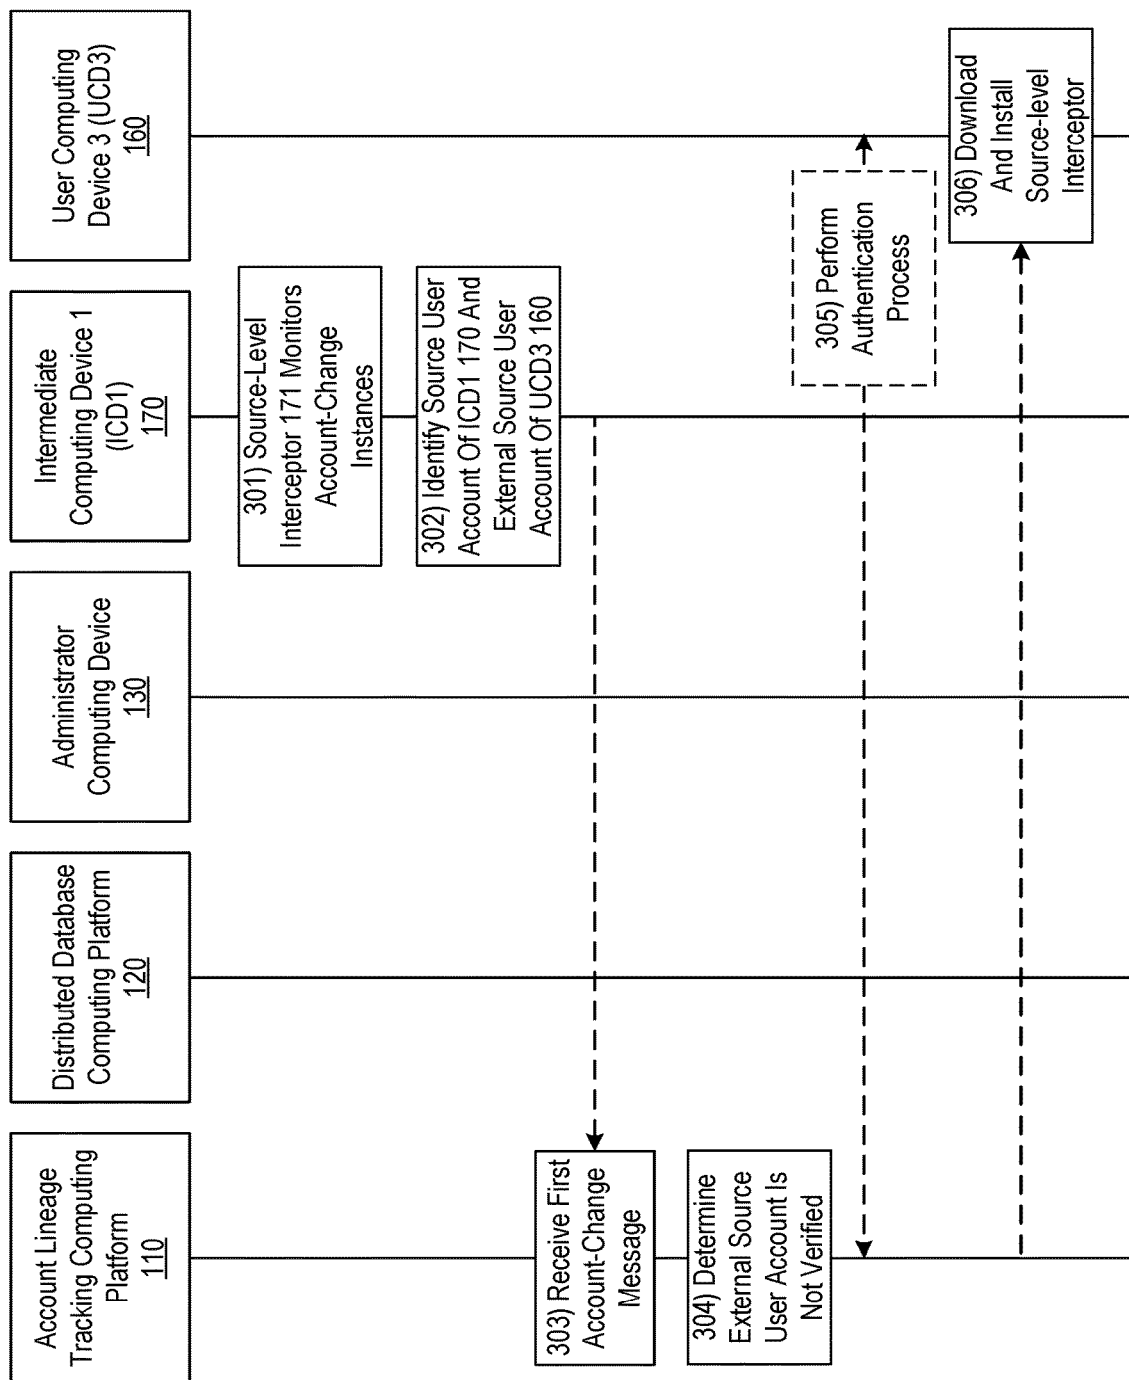 Account Lineage
Tracking Computing
Platform
110
Distributed Database
Computing Platform
120
Administrator
Computing Device
130
Intermediate
Computing Device 1
(ICD1)
170
User Computing
Device 3 (UCD3)
160
301) Source-Level
Interceptor 171 Monitors
Account-Change
Instances
302) Identify Source User
Account Of ICD1 170 And
External Source User
Account Of UCD3 160
303) Receive First
Account-Change
Message
304) Determine
External Source
User Account Is
Not Verified
305) Perform
Authentication
Process
306) Download
And Install
Source-level
Interceptor